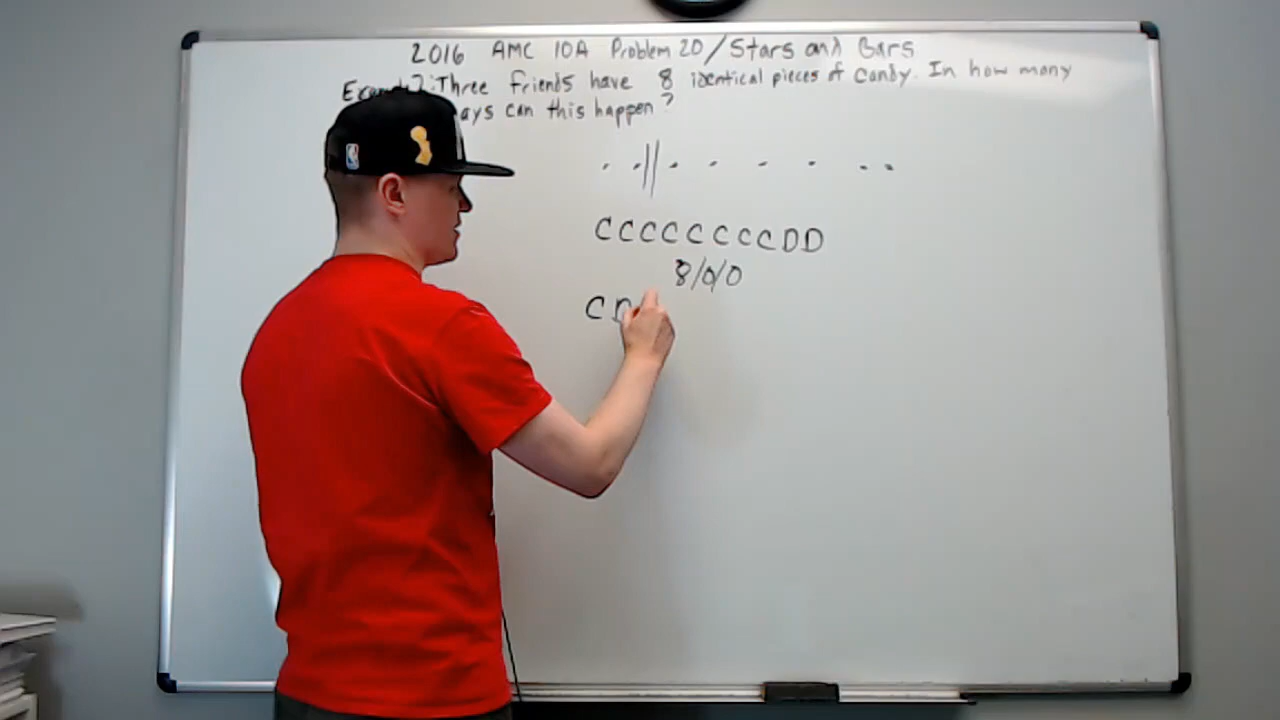 2016 AMC 10A Problem 20/Stars and Bars
Three friends have 8 identical pieces of candy. In how many
can this happen?
CCCCCCCCDD
8/0/0
C D